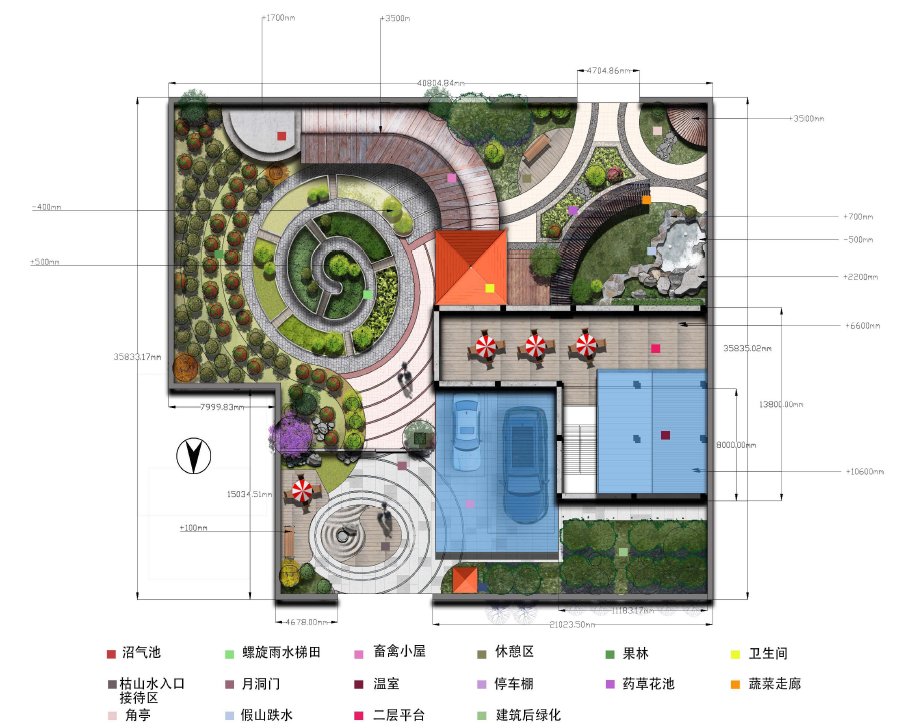 +1700mm
+3500m
4704.86mm
40804.84mm
+3500mm
-400mm
+700mm
-500mm
+500mm
+2200mm
+6600mm
35835.02mm
35833.17mm
13800.00mm
7999.83mm
8000.00mm
+10600mm
15034.51mm
+100mm
11183.17mm
4678.00mm
21023.50mm
沼气池 螺旋雨水梯田 畜禽小屋 休憩区 果林 卫生间
枯山水入口 月洞门 温室 停车棚 药草花池 蔬菜走廊
接待区
角亭 假山跌水 二层平台 建筑后绿化